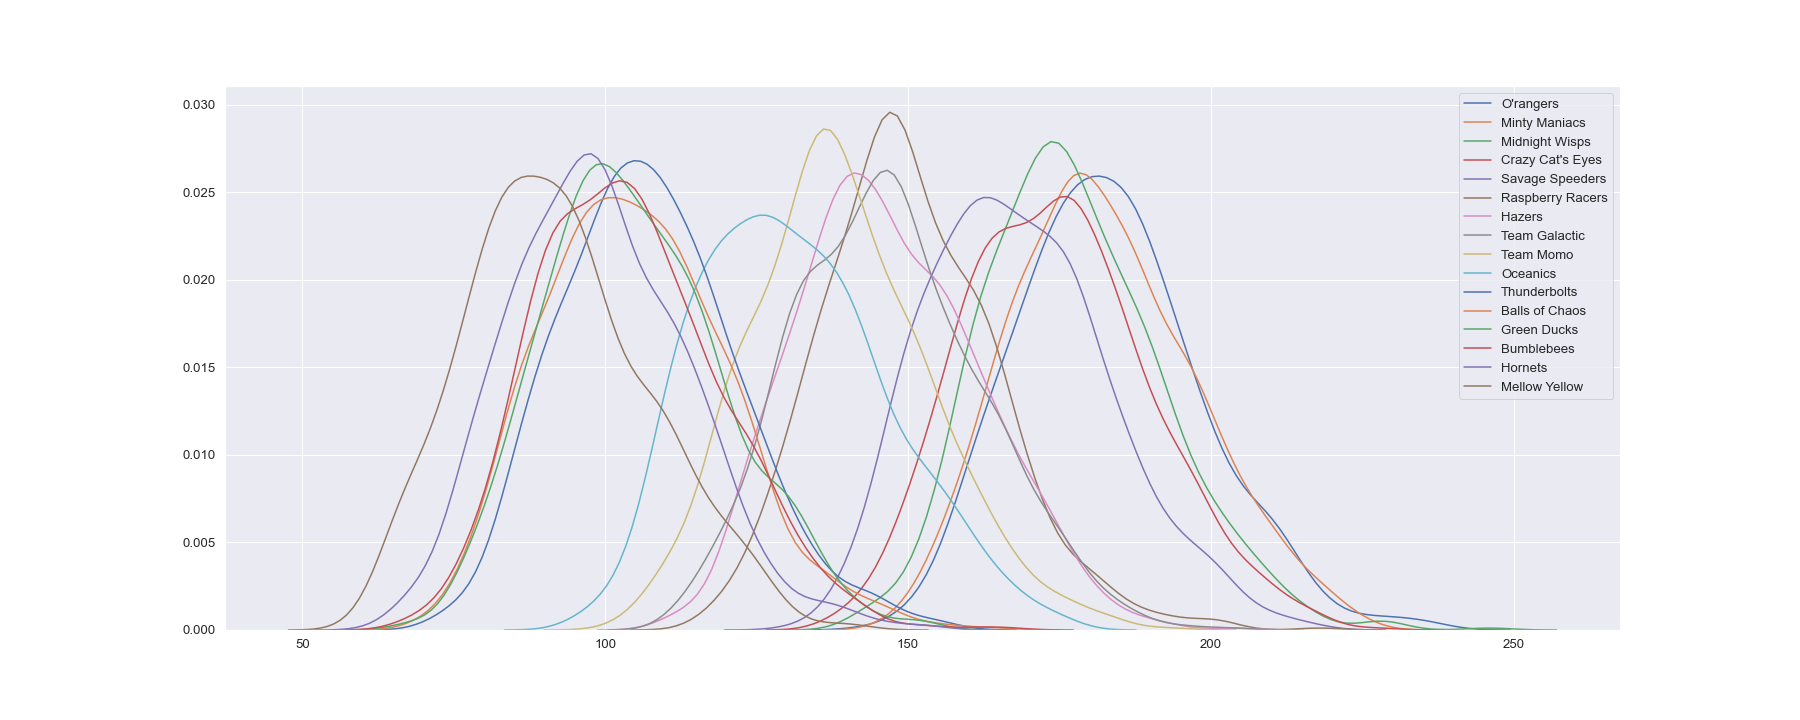 0.030
0.025
0.020
0.015
0.010
0.005
0.000
50 100 150 200 250
O'rangers
Minty Maniacs
Midnight Wisps
Crazy Cat's Eyes
Savage Speeders
Raspberry Racers
Hazers
Team Galactic
Team Momo
Oceanics
Thunderbolts
Balls of Chaos
Green Ducks
Bumblebees
Hornets
Mellow Yellow